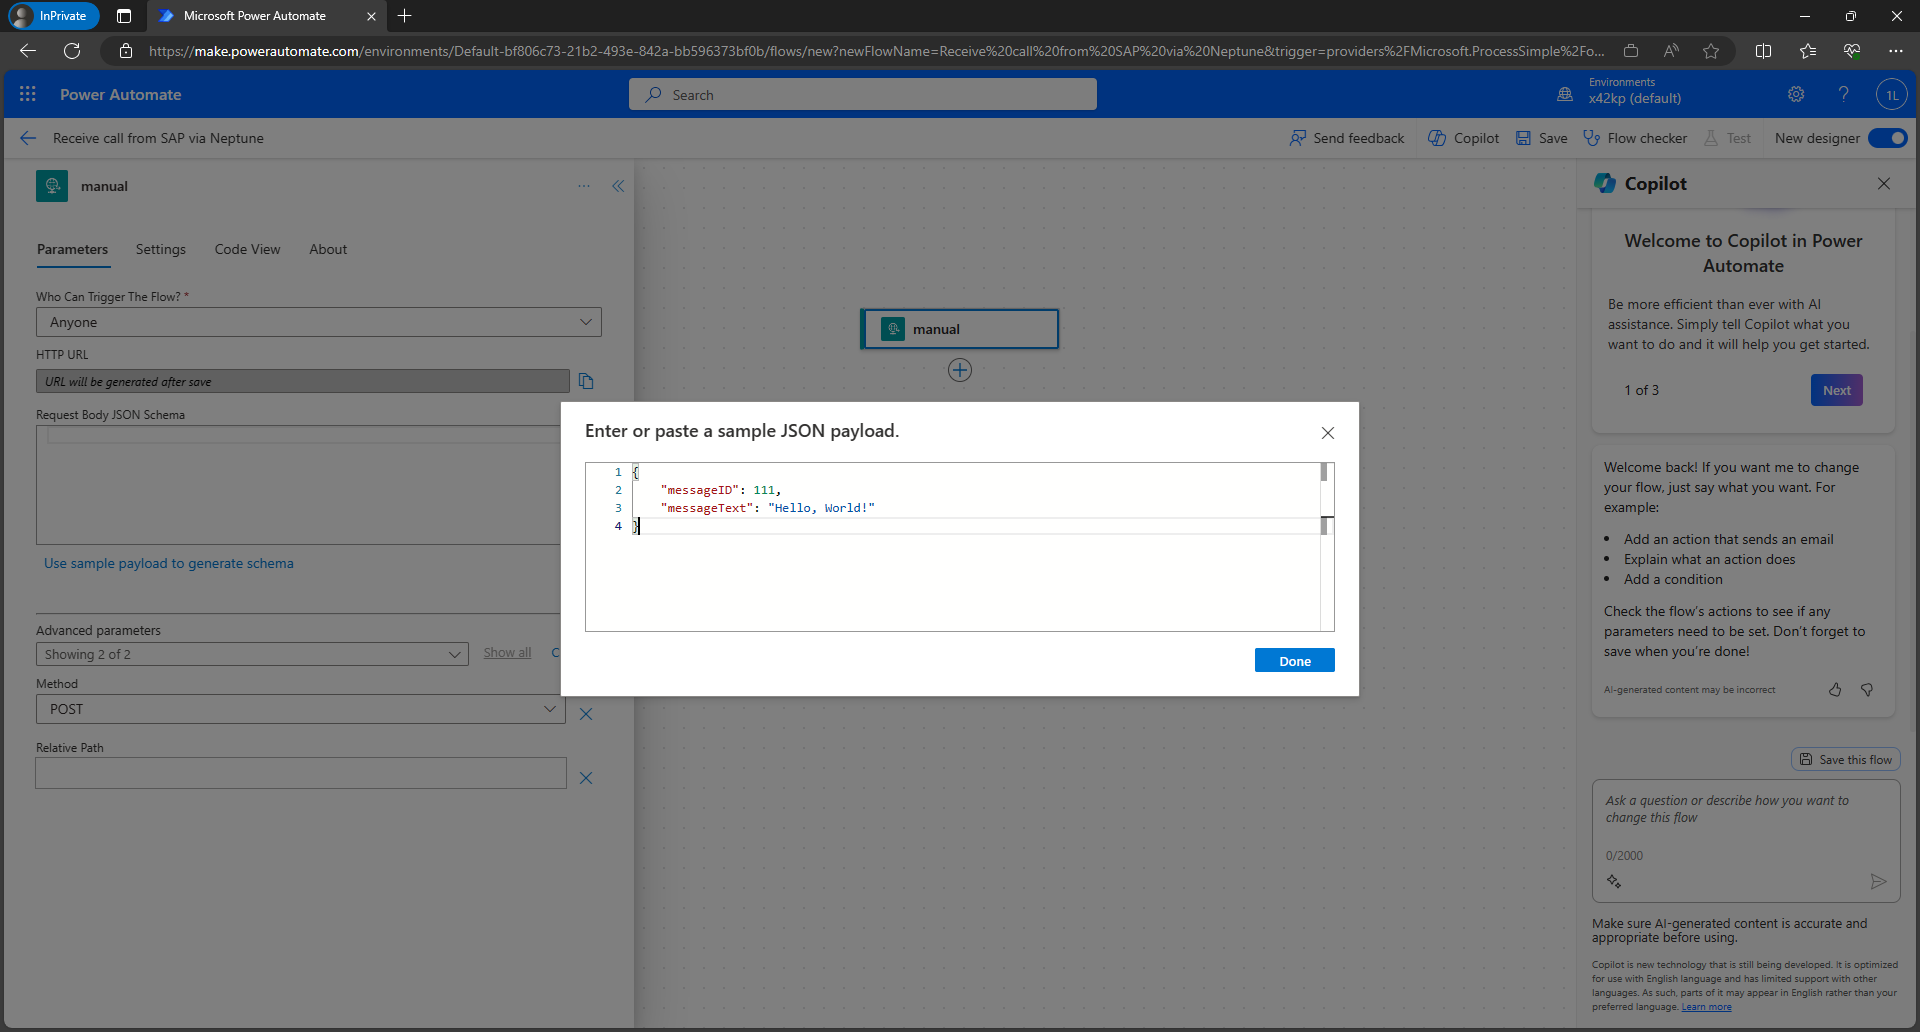 InPrivate
Microsoft Power Automate
https://make.powerautomate.com/environments/Default-bf806c73-21b2-493e-842a-bb596373bf0b/flows/new?newFlowName=Receive%20call%20from%20SAP%20via%20Neptune&trigger=providers%2FMicrosoft.ProcessSimple%2Fo...
Power Automate
Search
Environments
x42kp (default)
1L
Receive call from SAP via Neptune
Send feedback
Copilot
Save
Flow checker
Test
New designer
manual
Parameters
Settings
Code View
About
Who Can Trigger The Flow? *
Anyone
HTTP URL
URL will be generated after save
Request Body JSON Schema
Use sample payload to generate schema
Advanced parameters
Showing 2 of 2
Show all
C
Method
POST
Relative Path
manual
Enter or paste a sample JSON payload.
1 {
2 "messageID": 111,
3 "messageText": "Hello, World!"
4 }
Done
Copilot
Welcome to Copilot in Power
Automate
Be more efficient than ever with AI
assistance. Simply tell Copilot what you
want to do and it will help you get started.
1 of 3
Next
Welcome back! If you want me to change
your flow, just say what you want. For
example:
• Add an action that sends an email
• Explain what an action does
• Add a condition
Check the flow's actions to see if any
parameters need to be set. Don't forget to
save when you're done!
AI-generated content may be incorrect
Save this flow
Ask a question or describe how you want to
change this flow
0/2000
Make sure AI-generated content is accurate and
appropriate before using.
Copilot is new technology that is still being developed. It is optimized
for use with English language and has limited support with other
languages. As such, parts of it may appear in English rather than your
preferred language. Learn more